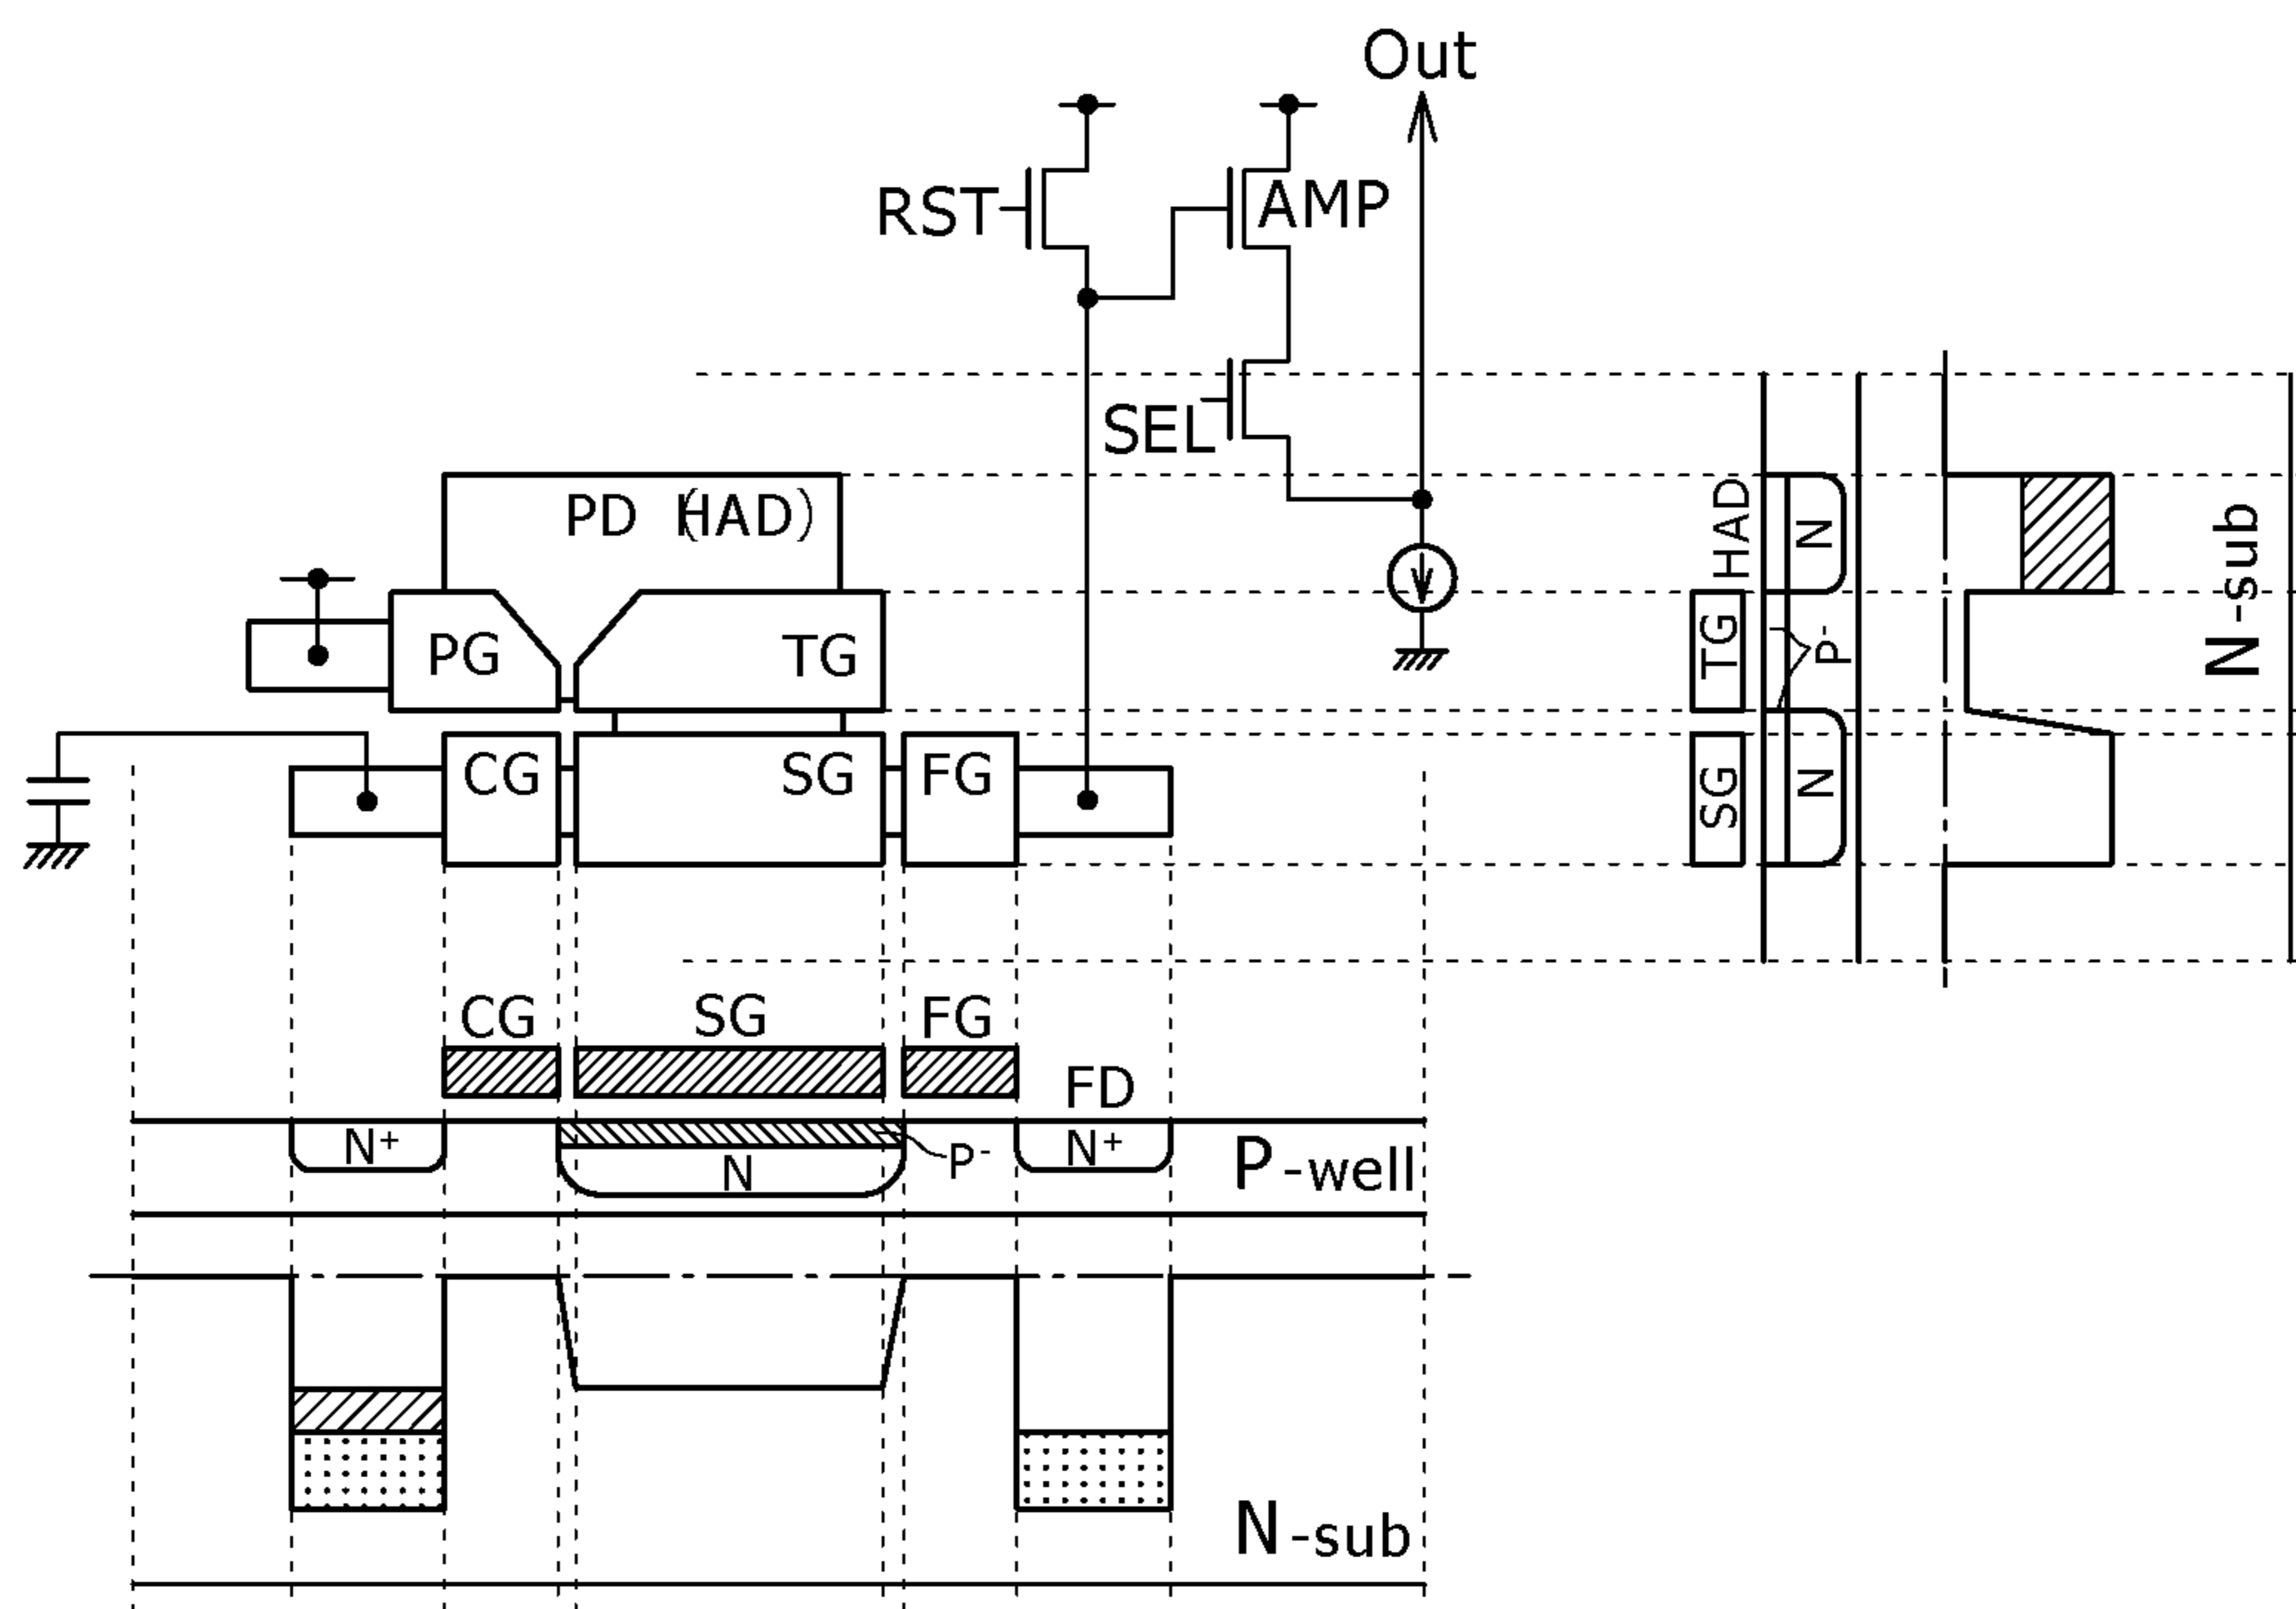 Out
RST
AMP
SEL
PD (HAD)
PG
TG
CG
SG
FG
HAD
N
TG
P-
SG
N
N-sub
CG
SG
FG
FD
N+
N
P-
N+
P-well
N-sub